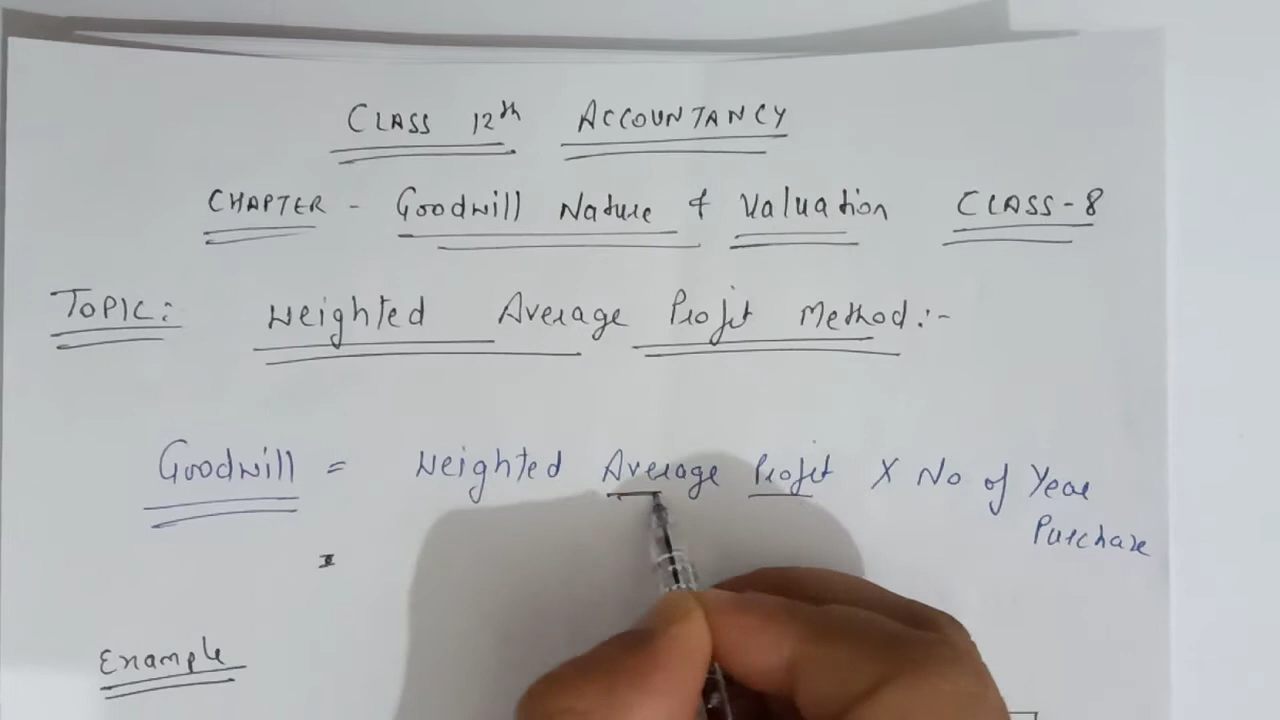 CLASS 12th ACCOUNTANCY
CHAPTER - Goodwill Nature & Valuation CLASS-8
TOPIC: Weighted Average Profit Method:-
Goodwill = Weighted Average Profit X No of Year
Purchase
Example